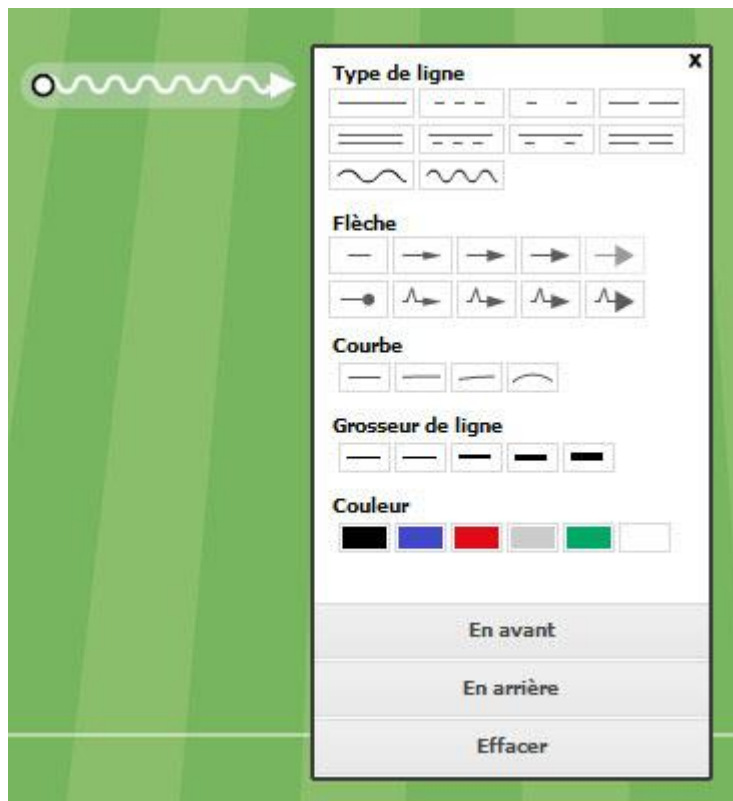 x
Type de ligne
Flèche
Courbe
Grosseur de ligne
Couleur
En avant
En arrière
Effacer